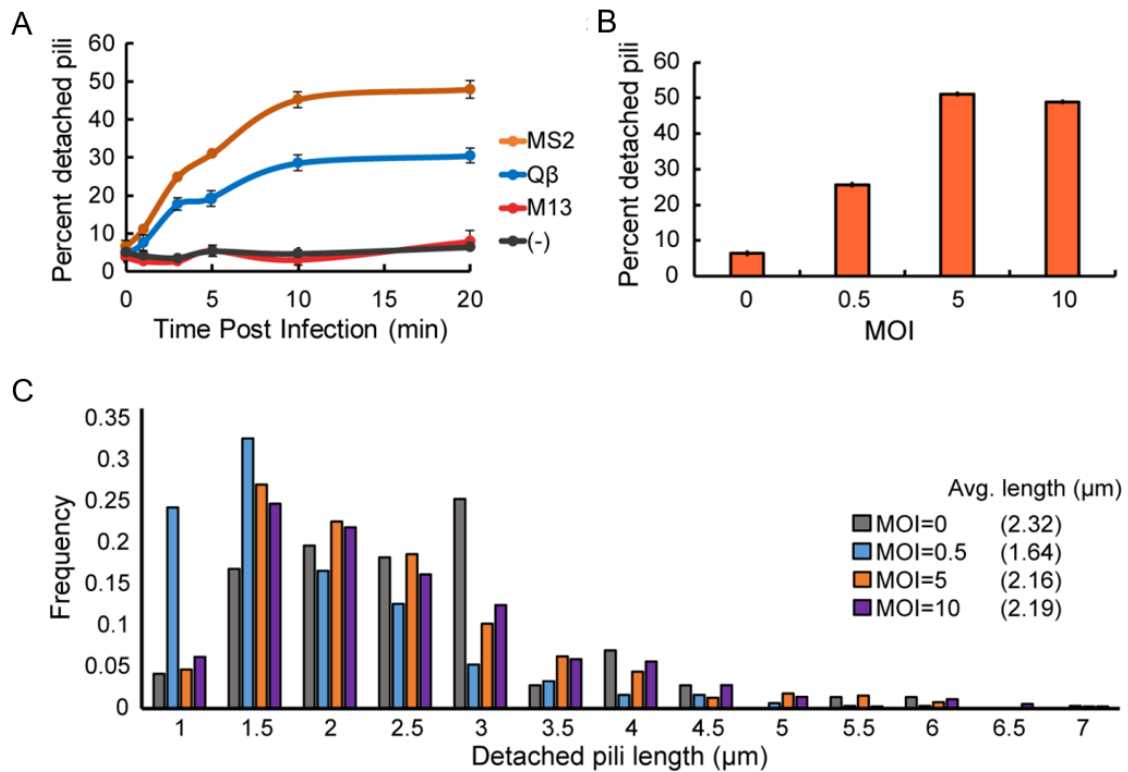 A
Percent detached pili
60
50
40
30
20
10
0
0 5 10 15 20
Time Post Infection (min)
MS2
Qβ
M13
(-)
B
Percent detached pili
60
50
40
30
20
10
0
0 0.5 5 10
MOI
C
Frequency
0.35
0.3
0.25
0.2
0.15
0.1
0.05
0
1 1.5 2 2.5 3 3.5 4 4.5 5 5.5 6 6.5 7
Detached pili length (µm)
Avg. length (µm)
MOI=0 (2.32)
MOI=0.5 (1.64)
MOI=5 (2.16)
MOI=10 (2.19)